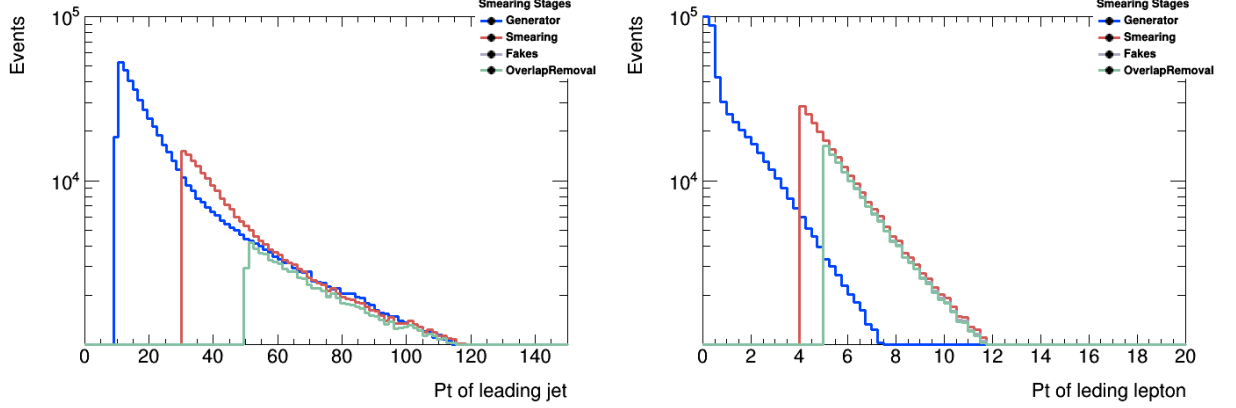 Smearing Stages
Generator
Smearing
Fakes
OverlapRemoval
Events
10^5
10^4
0 20 40 60 80 100 120 140
Pt of leading jet
Smearing Stages
Generator
Smearing
Fakes
OverlapRemoval
Events
10^5
10^4
0 2 4 6 8 10 12 14 16 18 20
Pt of leding lepton